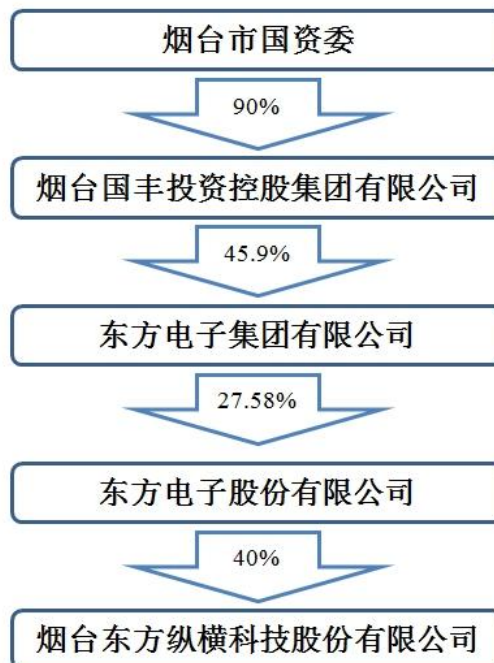 烟台市国资委
90%
烟台国丰投资控股集团有限公司
45.9%
东方电子集团有限公司
27.58%
东方电子股份有限公司
40%
烟台东方纵横科技股份有限公司